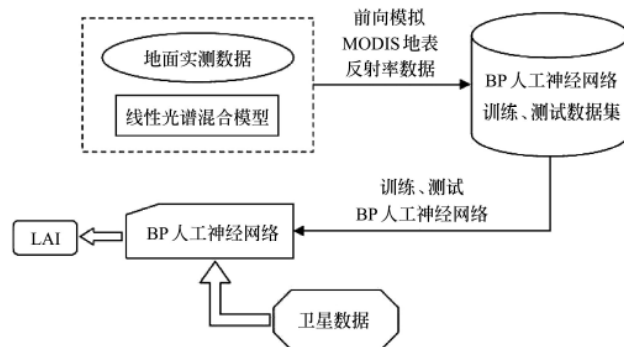 前向模拟
MODIS 地表
反射率数据
地面实测数据
线性光谱混合模型
BP 人工神经网络
训练、测试数据集
训练、测试
BP 人工神经网络
LAI
BP 人工神经网络
卫星数据